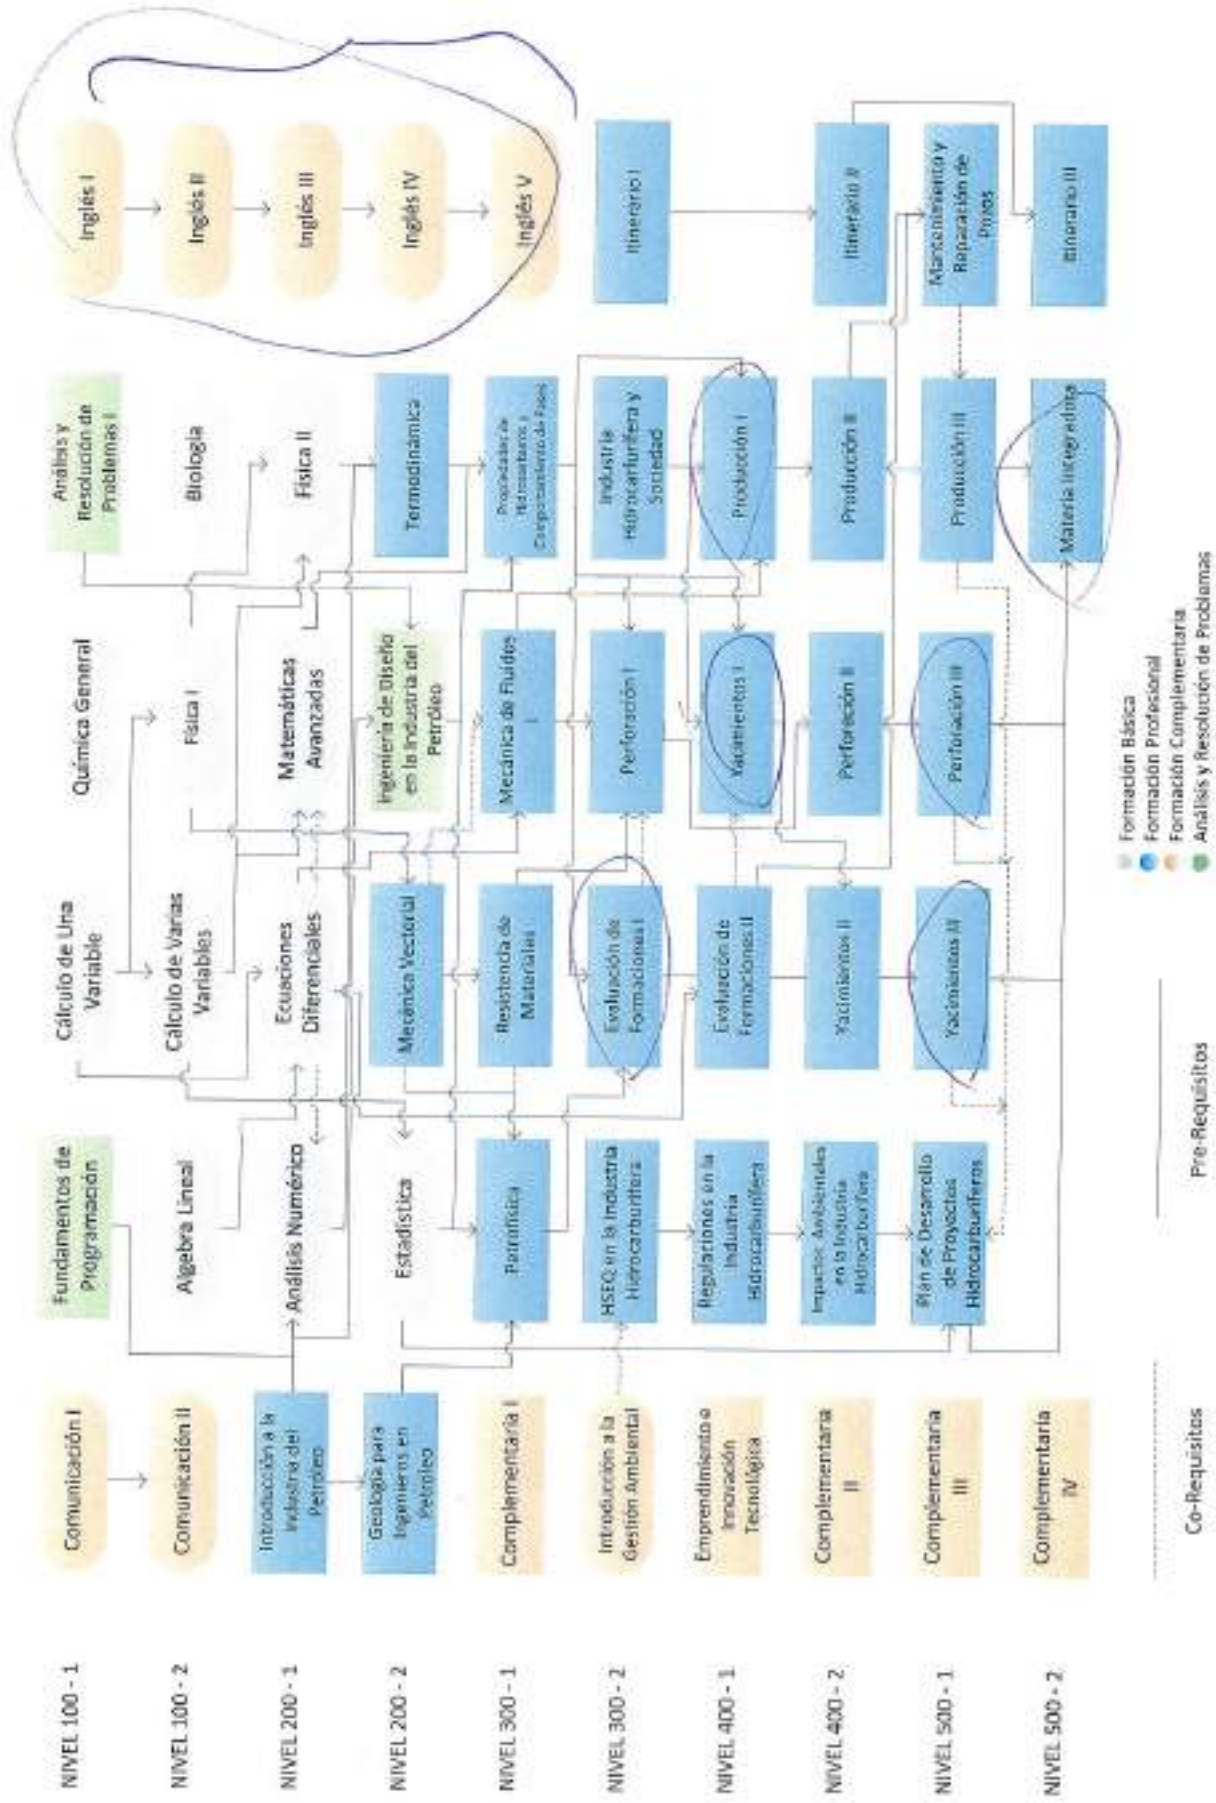 NIVEL 100 - 1
Comunicación I
Fundamentos de
Programación
Cálculo de Una
Variable
Química General
Análisis y
Resolución de
Problemas I
Inglés I
NIVEL 100 - 2
Comunicación II
Algebra Lineal
Cálculo de Varias
Variables
Física I
Biología
Inglés II
NIVEL 200 - 1
Introducción a la
Industria del
Petróleo
Análisis Numérico
Ecuaciones
Diferenciales
Matemáticas
Avanzadas
Física II
Inglés III
NIVEL 200 - 2
Geología para
Ingenieros en
Petróleo
Estadística
Mecánica Vectorial
Ingeniería de Diseño
en la Industria del
Petróleo
Termodinámica
Inglés IV
NIVEL 300 - 1
Complementaria I
Petrofísica
Resistencia de
Materiales
Mecánica de Fluidos
I
Propiedades de
Hidrocarburos y
Comportamiento de Fases
Inglés V
NIVEL 300 - 2
Introducción a la
Gestión Ambiental
HSEQ en la Industria
Hidrocarburífera
Evaluación de
Formaciones I
Perforación I
Industria
Hidrocarburífera y
Sociedad
Itinerario I
NIVEL 400 - 1
Emprendimiento e
Innovación
Tecnológica
Regulaciones en la
Industria
Hidrocarburífera
Evaluación de
Formaciones II
Yacimientos I
Producción I
NIVEL 400 - 2
Complementaria
II
Impactos Ambientales
en la Industria
Hidrocarburífera
Yacimientos II
Perforación II
Producción II
Itinerario II
NIVEL 500 - 1
Complementaria
III
Plan de Desarrollo
de Proyectos
Hidrocarburíferos
Yacimientos III
Perforación III
Producción III
Mantenimiento y
Reparación de
Pozos
NIVEL 500 - 2
Complementaria
IV
Materia Integradora
Itinerario III
Co-Requisitos
Pre-Requisitos
Formación Básica
Formación Profesional
Formación Complementaria
Análisis y Resolución de Problemas